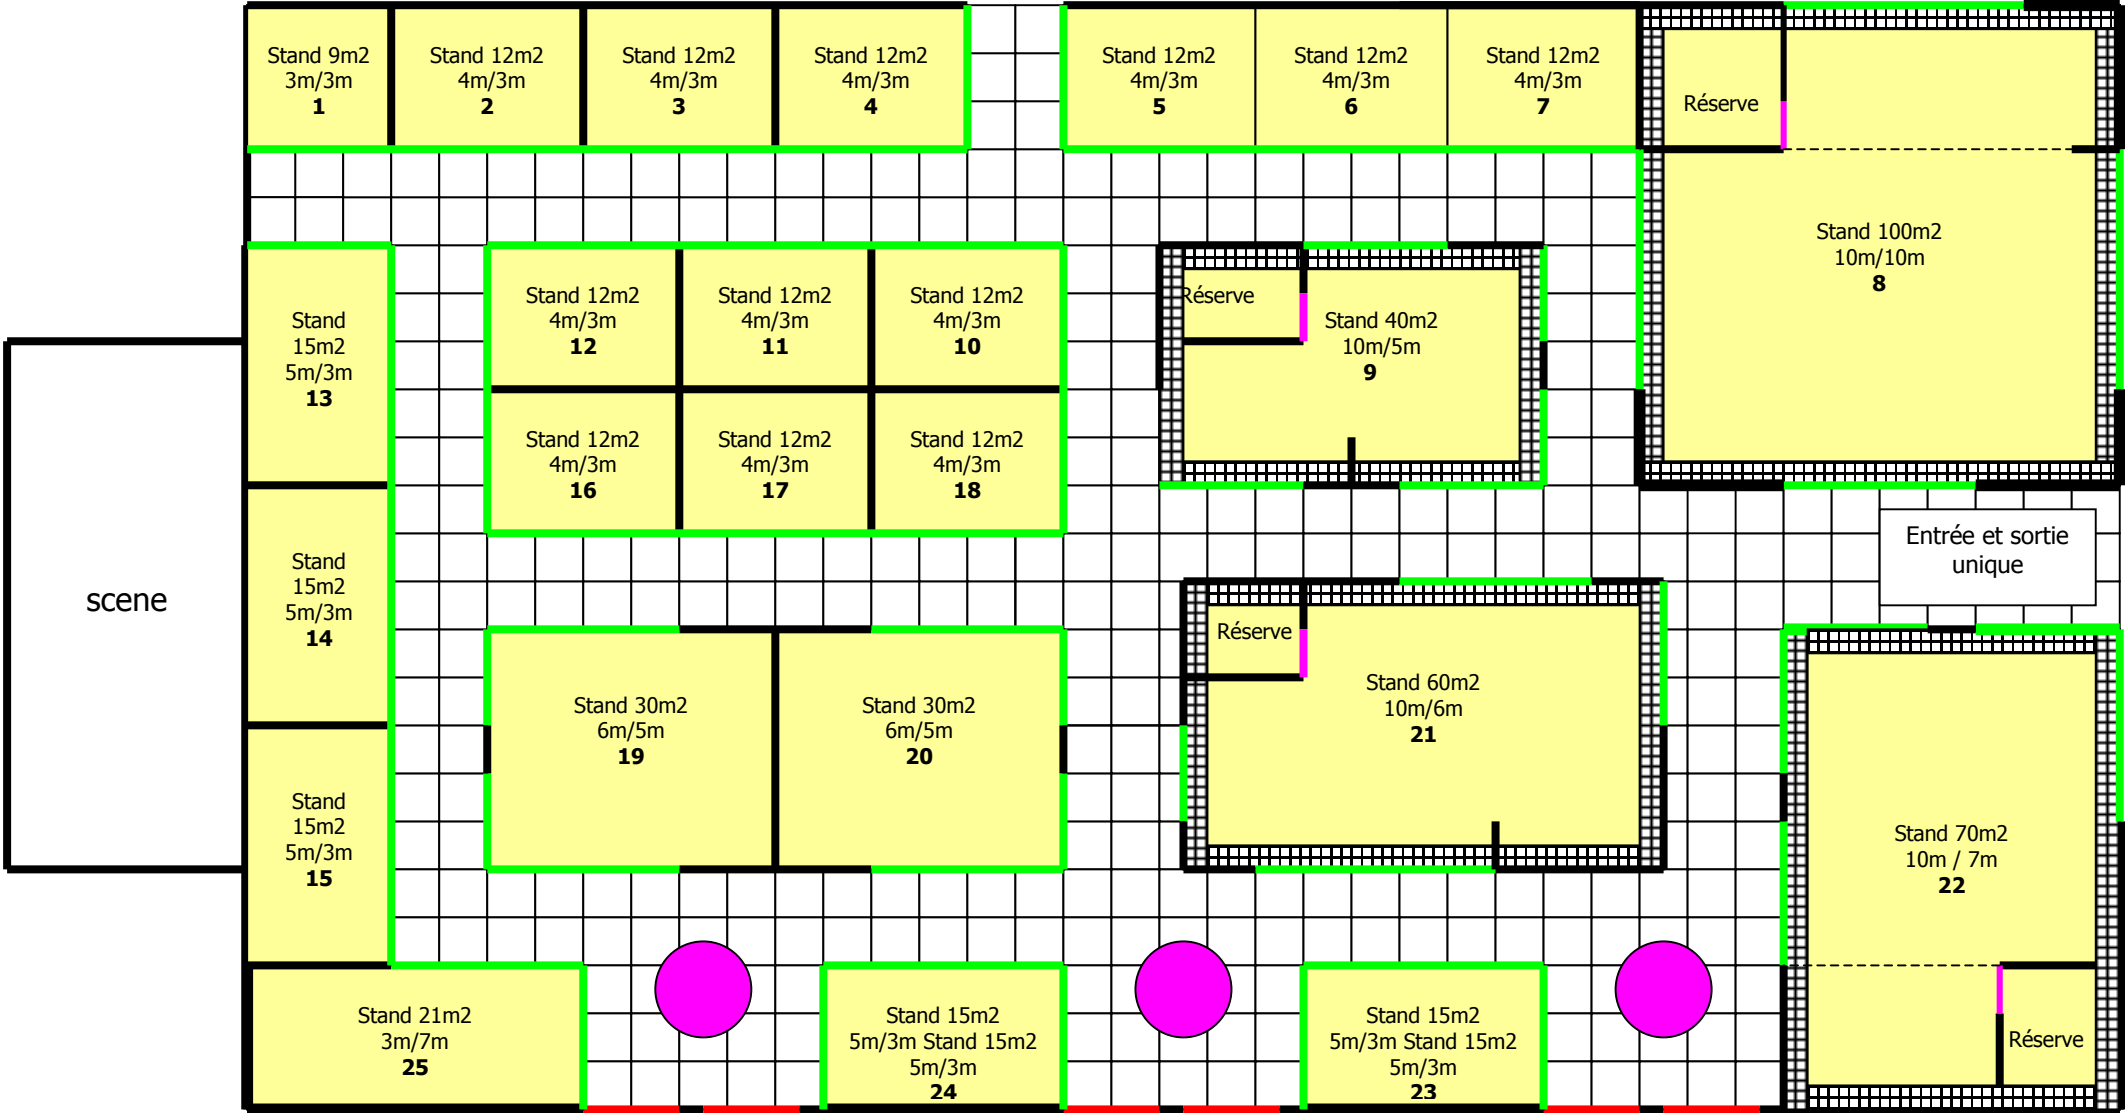 Stand 9m2
3m/3m
1
Stand 12m2
4m/3m
2
Stand 12m2
4m/3m
3
Stand 12m2
4m/3m
4
Stand 12m2
4m/3m
5
Stand 12m2
4m/3m
6
Stand 12m2
4m/3m
7
Réserve
Stand 100m2
10m/10m
8
Stand
15m2
5m/3m
13
Stand 12m2
4m/3m
12
Stand 12m2
4m/3m
11
Stand 12m2
4m/3m
10
Réserve
Stand 40m2
10m/5m
9
Stand 12m2
4m/3m
16
Stand 12m2
4m/3m
17
Stand 12m2
4m/3m
18
Entrée et sortie
unique
scene
Stand
15m2
5m/3m
14
Stand 30m2
6m/5m
19
Stand 30m2
6m/5m
20
Réserve
Stand 60m2
10m/6m
21
Stand
15m2
5m/3m
15
Stand 70m2
10m / 7m
22
Stand 21m2
3m/7m
25
Stand 15m2
5m/3m Stand 15m2
5m/3m
24
Stand 15m2
5m/3m Stand 15m2
5m/3m
23
Réserve